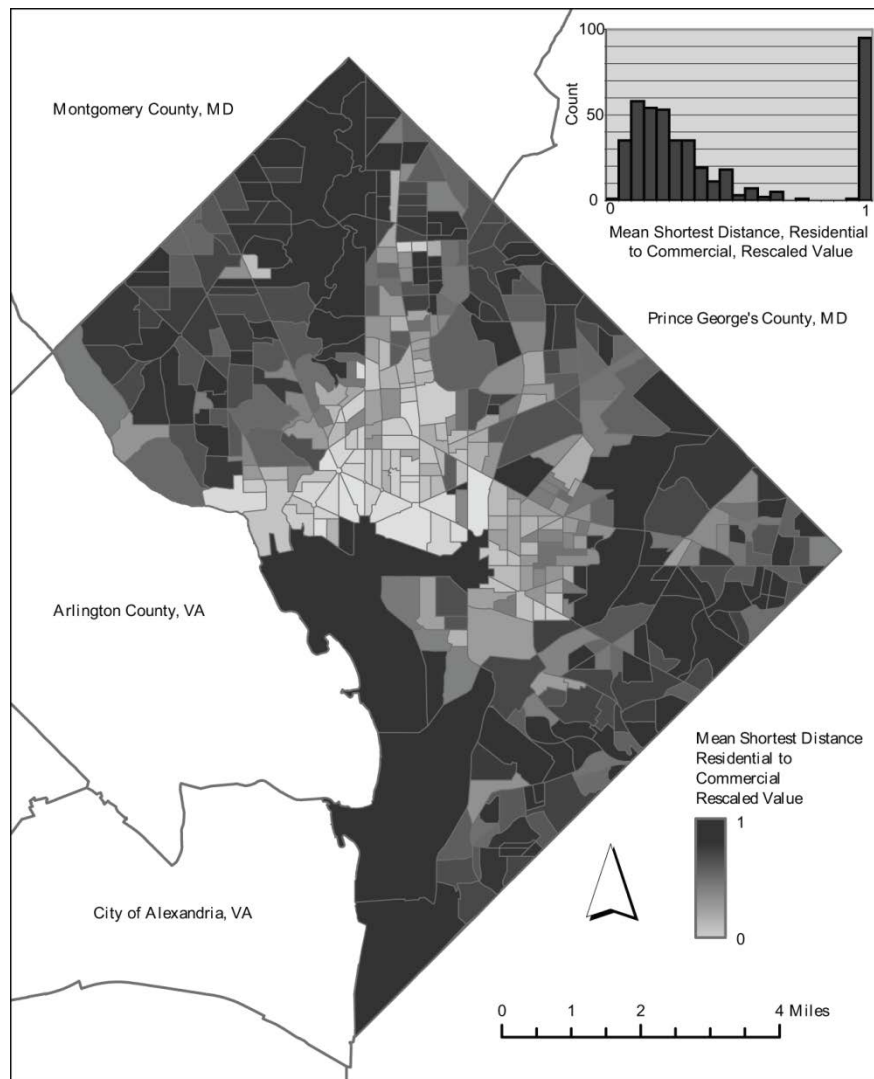 Montgomery County, MD
100
50
0
Count
0
1
Mean Shortest Distance, Residential
to Commercial, Rescaled Value
Prince George's County, MD
Arlington County, VA
Mean Shortest Distance
Residential to
Commercial
Rescaled Value
1
0
City of Alexandria, VA
0 1 2 4 Miles